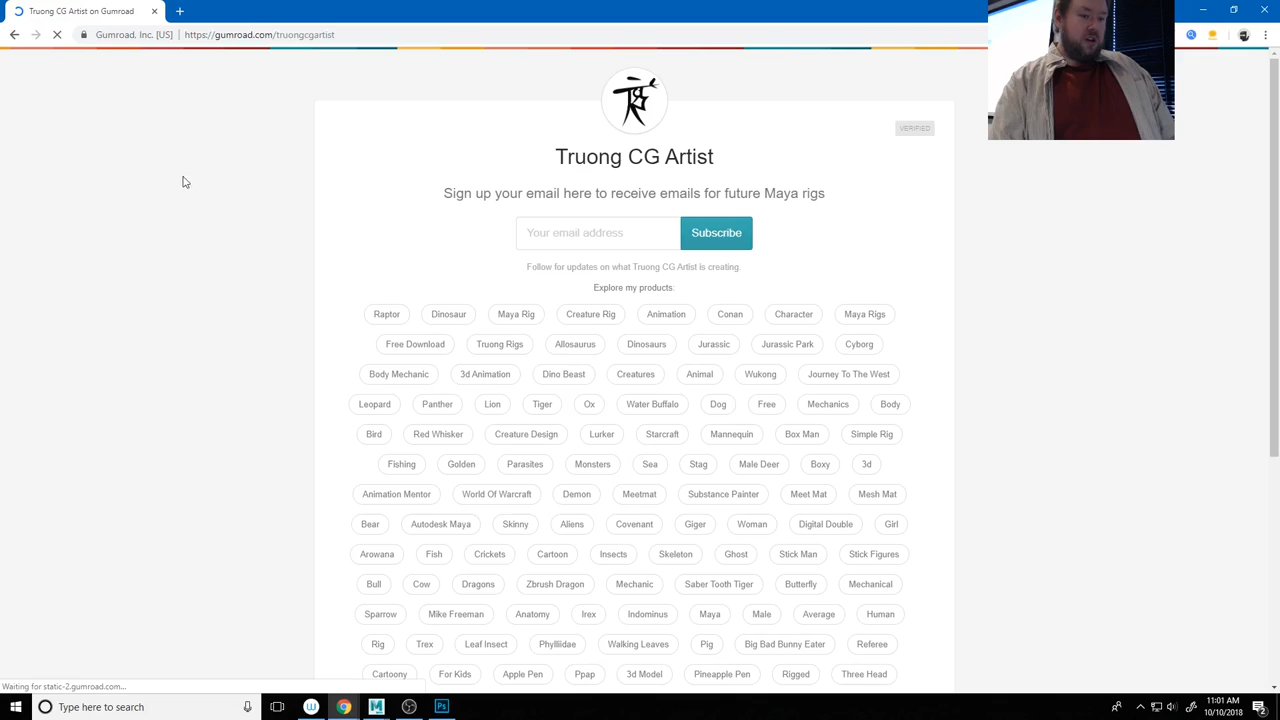 Truong CG Artist on Gumroad
Gumroad, Inc. [US] https://gumroad.com/truongcgartist
VERIFIED
Truong CG Artist
Sign up your email here to receive emails for future Maya rigs
Your email address Subscribe
Follow for updates on what Truong CG Artist is creating.
Explore my products:
Raptor Dinosaur Maya Rig Creature Rig Animation Conan Character Maya Rigs
Free Download Truong Rigs Allosaurus Dinosaurs Jurassic Jurassic Park Cyborg
Body Mechanic 3d Animation Dino Beast Creatures Animal Wukong Journey To The West
Leopard Panther Lion Tiger Ox Water Buffalo Dog Free Mechanics Body
Bird Red Whisker Creature Design Lurker Starcraft Mannequin Box Man Simple Rig
Fishing Golden Parasites Monsters Sea Stag Male Deer Boxy 3d
Animation Mentor World Of Warcraft Demon Meetmat Substance Painter Meet Mat Mesh Mat
Bear Autodesk Maya Skinny Aliens Covenant Giger Woman Digital Double Girl
Arowana Fish Crickets Cartoon Insects Skeleton Ghost Stick Man Stick Figures
Bull Cow Dragons Zbrush Dragon Mechanic Saber Tooth Tiger Butterfly Mechanical
Sparrow Mike Freeman Anatomy Irex Indominus Maya Male Average Human
Rig Trex Leaf Insect Phylliidae Walking Leaves Pig Big Bad Bunny Eater Referee
Cartoony For Kids Apple Pen Ppap 3d Model Pineapple Pen Rigged Three Head
Waiting for static-2.gumroad.com...
Type here to search
11:01 AM
10/10/2018
2